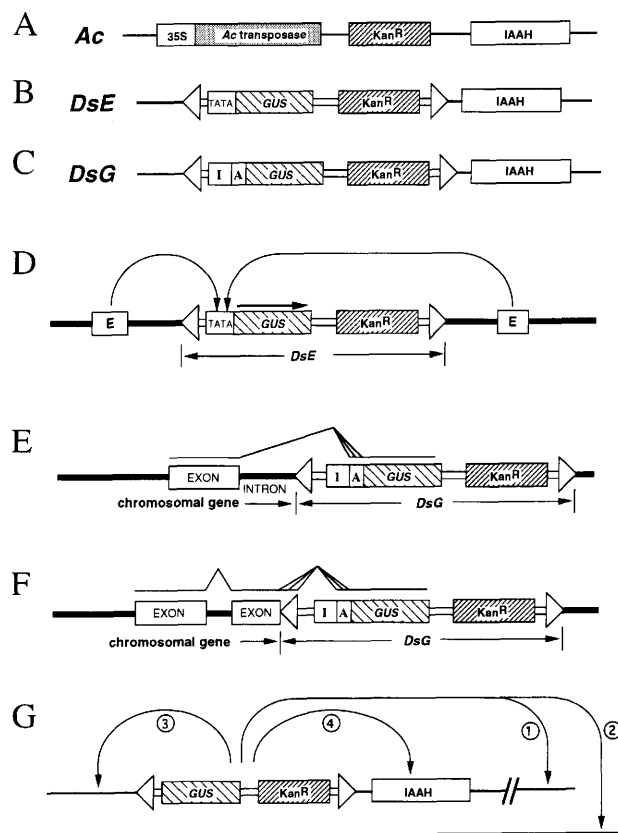 A Ac 35S Ac transposase KanR IAAH
B DsE TATA GUS KanR IAAH
C DsG I A GUS KanR IAAH
D
E TATA GUS KanR E
DsE
E
EXON I A GUS KanR
INTRON
chromosomal gene DsG
F
EXON EXON I A GUS KanR
chromosomal gene DsG
G
③ ④ ① ②
GUS KanR IAAH